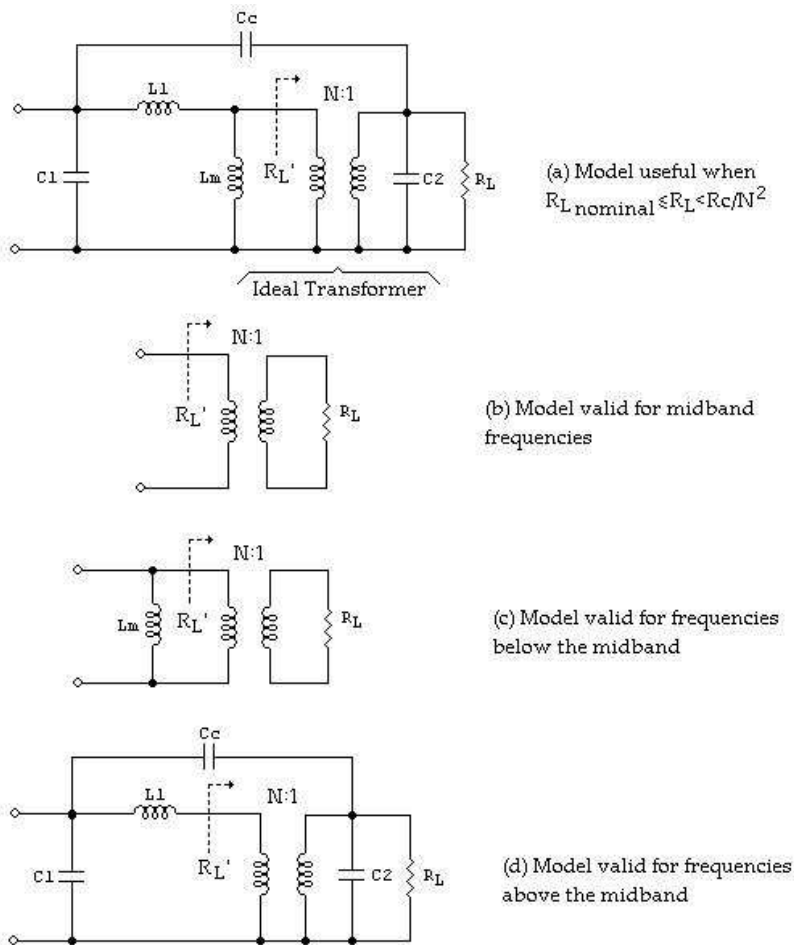 Cc
Ll
N:1
C1
Lm
RL'
C2
RL
(a) Model useful when
RL nominal ≤RL<Rc/N²
Ideal Transformer
N:1
RL'
RL
(b) Model valid for midband
frequencies
N:1
Lm
RL'
RL
(c) Model valid for frequencies
below the midband
Cc
Ll
N:1
RL'
C1
C2
RL
(d) Model valid for frequencies
above the midband